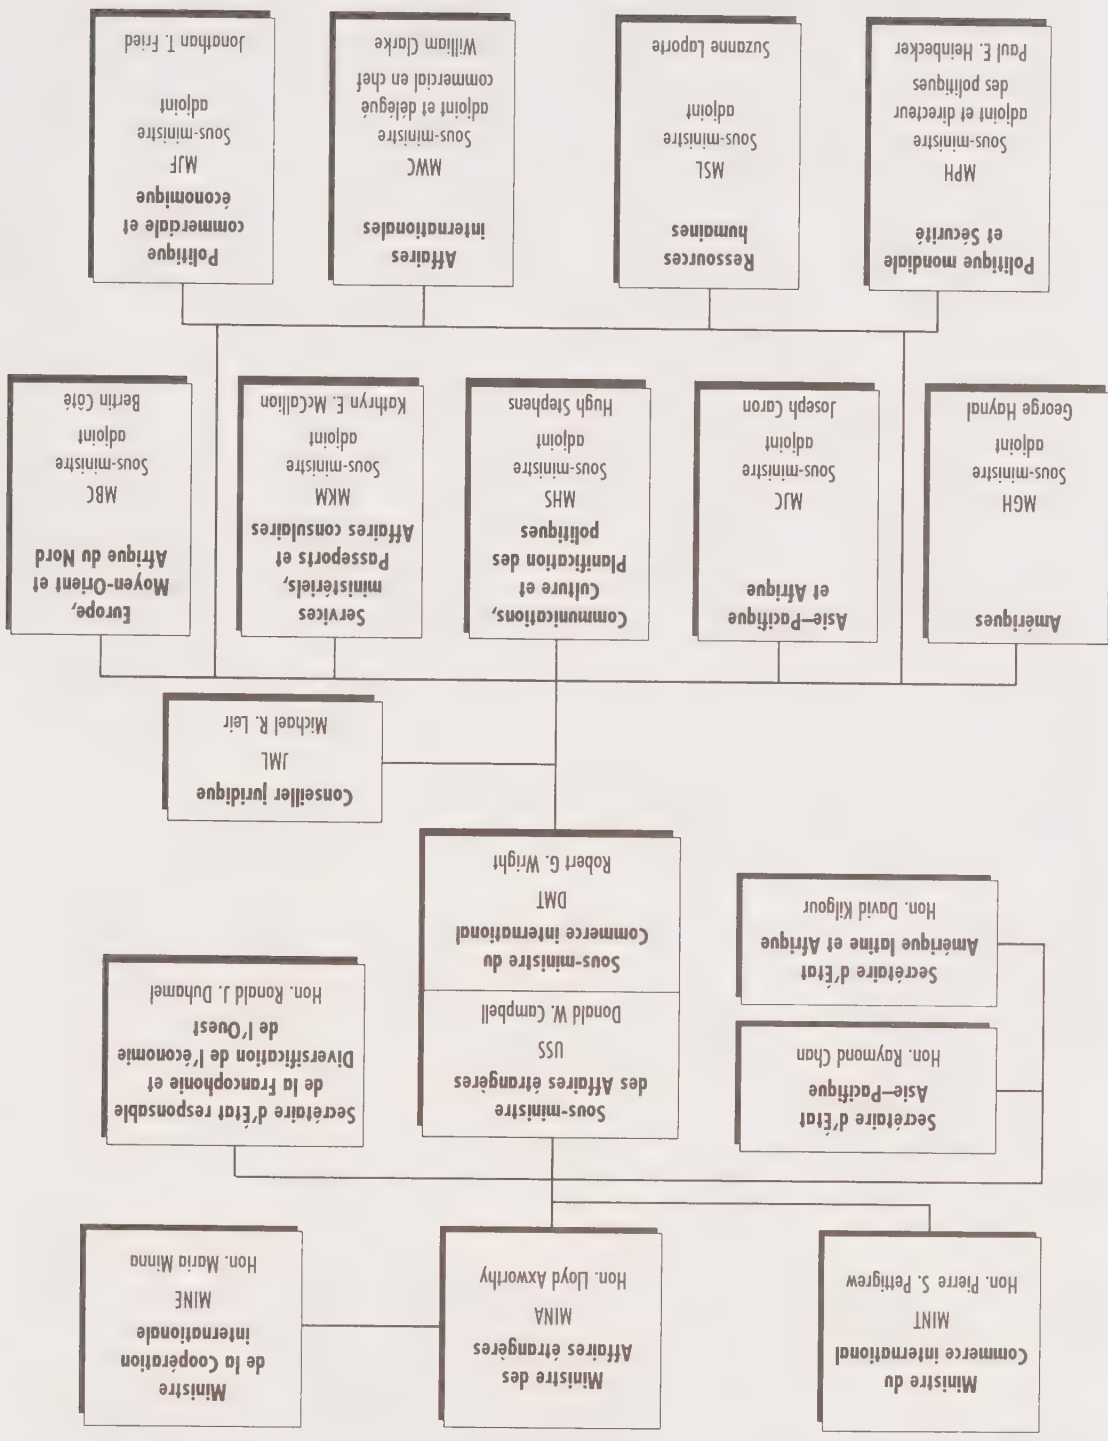 Ministre du
Commerce international
MINT
Hon. Pierre S. Pettigrew
Ministre des
Affaires étrangères
MINA
Hon. Lloyd Axworthy
Ministre
de la Coopération
internationale
MINE
Hon. Maria Minna
Secrétaire d'État
Asie–Pacifique
Hon. Raymond Chan
Secrétaire d'État
Amérique latine et Afrique
Hon. David Kilgour
Sous-ministre
des Affaires étrangères
USS
Donald W. Campbell
Sous-ministre du
Commerce international
DMT
Robert G. Wright
Secrétaire d'État responsable
de la Francophonie et
Diversification de l'économie
de l'Ouest
Hon. Ronald J. Duhamel
Conseiller juridique
JML
Michael R. Leir
Amériques
MGH
Sous-ministre
adjoint
George Haynal
Asie–Pacifique
et Afrique
MJC
Sous-ministre
adjoint
Joseph Caron
Communications,
Culture et
Planification des
politiques
MHS
Sous-ministre
adjoint
Hugh Stephens
Services
ministériels,
Passeports et
Affaires consulaires
MKM
Sous-ministre
adjoint
Kathryn E. McCallion
Europe,
Moyen-Orient et
Afrique du Nord
MBC
Sous-ministre
adjoint
Bertin Côté
Politique mondiale
et Sécurité
MPH
Sous-ministre
adjoint et directeur
des politiques
Paul E. Heinbecker
Ressources
humaines
MSL
Sous-ministre
adjoint
Suzanne Laporte
Affaires
internationales
MWC
Sous-ministre
adjoint et délégué
commercial en chef
William Clarke
Politique
commerciale et
économique
MJF
Sous-ministre
adjoint
Jonathan T. Fried